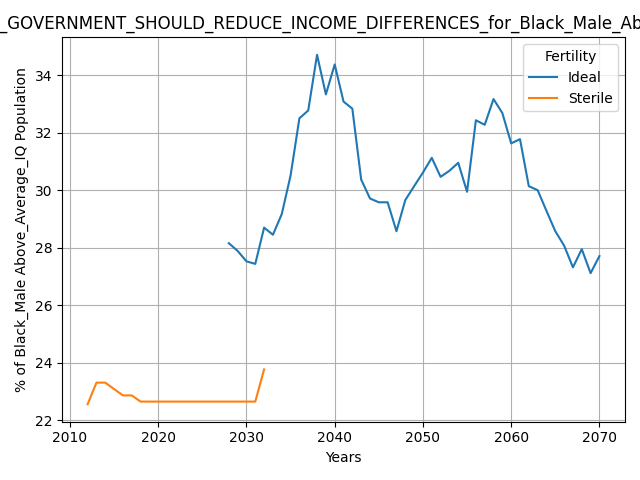 _GOVERNMENT_SHOULD_REDUCE_INCOME_DIFFERENCES_for_Black_Male_Ab
Fertility
Ideal
Sterile
% of Black_Male Above_Average_IQ Population
34
32
30
28
26
24
22
2010 2020 2030 2040 2050 2060 2070
Years